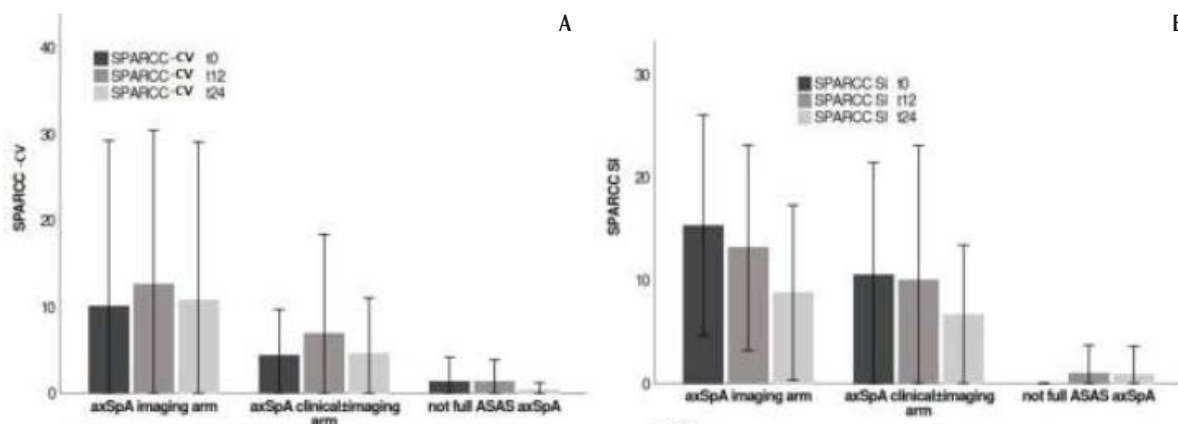 A
40
30
20
10
0
SPARCC -CV
SPARCC -CV t0
SPARCC -CV t12
SPARCC -CV t24
axSpA imaging arm
axSpA clinical±imaging
arm
not full ASAS axSpA
B
30
20
10
0
SPARCC SI
SPARCC SI t0
SPARCC SI t12
SPARCC SI t24
axSpA imaging arm
axSpA clinical±imaging
arm
not full ASAS axSpA